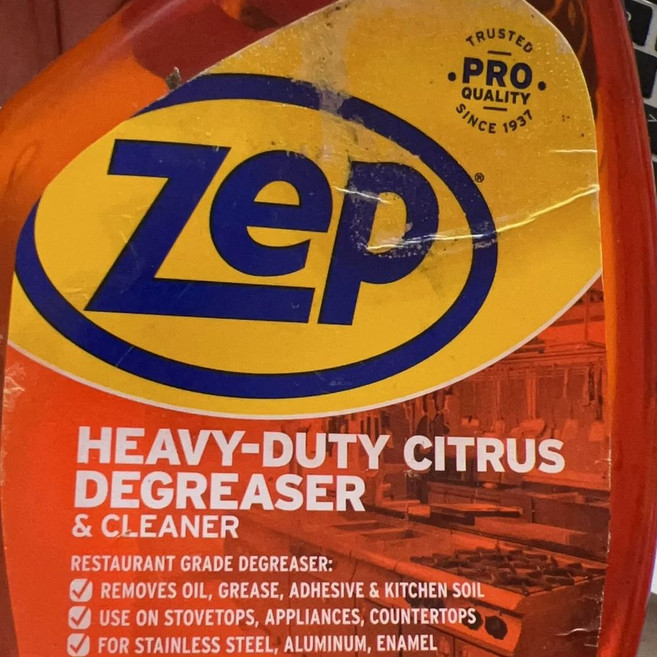 TRUSTED
PRO
QUALITY
SINCE 1937
zep®
HEAVY-DUTY CITRUS
DEGREASER
& CLEANER
RESTAURANT GRADE DEGREASER:
REMOVES OIL, GREASE, ADHESIVE & KITCHEN SOIL
USE ON STOVETOPS, APPLIANCES, COUNTERTOPS
FOR STAINLESS STEEL, ALUMINUM, ENAMEL